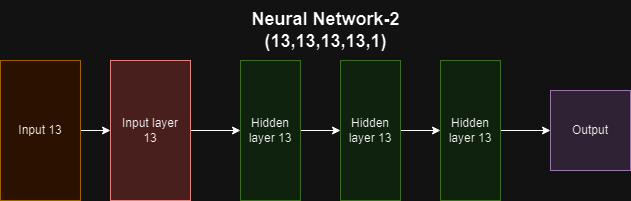 Neural Network-2
(13,13,13,13,1)
Input 13
Input layer
13
Hidden
layer 13
Hidden
layer 13
Hidden
layer 13
Output